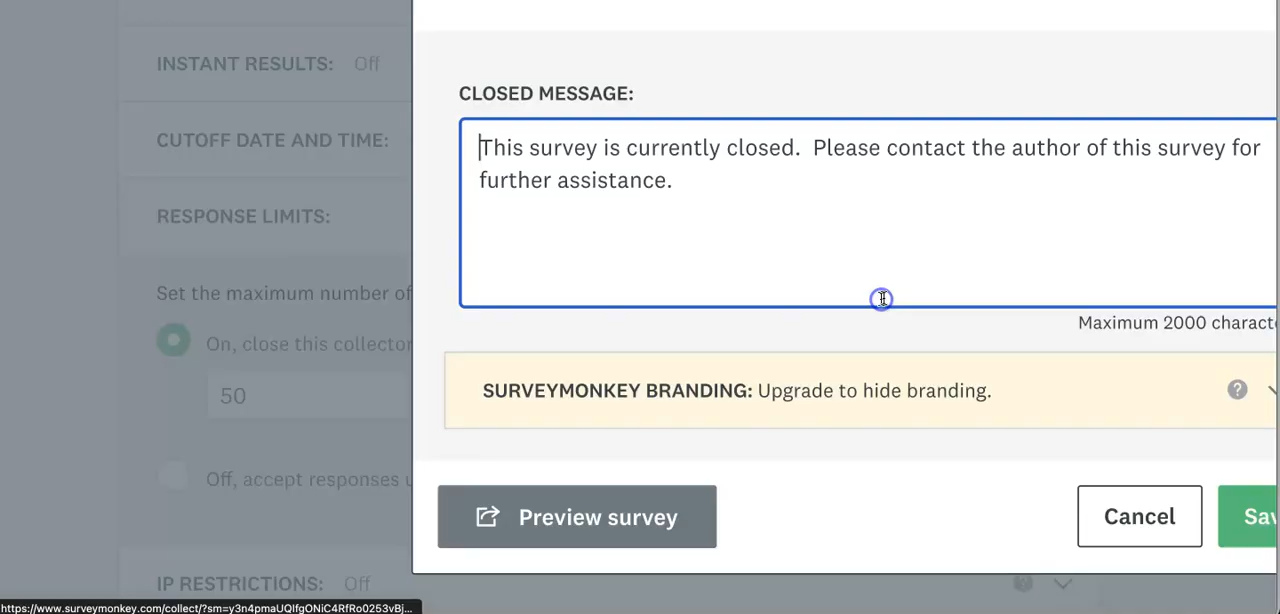 INSTANT RESULTS: Off
CUTOFF DATE AND TIME:
RESPONSE LIMITS:
Set the maximum number of
On, close this collector
50
Off, accept responses
IP RESTRICTIONS: Off
CLOSED MESSAGE:
This survey is currently closed.  Please contact the author of this survey for
further assistance.
Maximum 2000
SURVEYMONKEY BRANDING: Upgrade to hide branding.
?
Preview survey
Cancel
https://www.surveymonkey.com/collect/?sm=y3n4pmaUQIfgONiC4RfRo0253vBj...